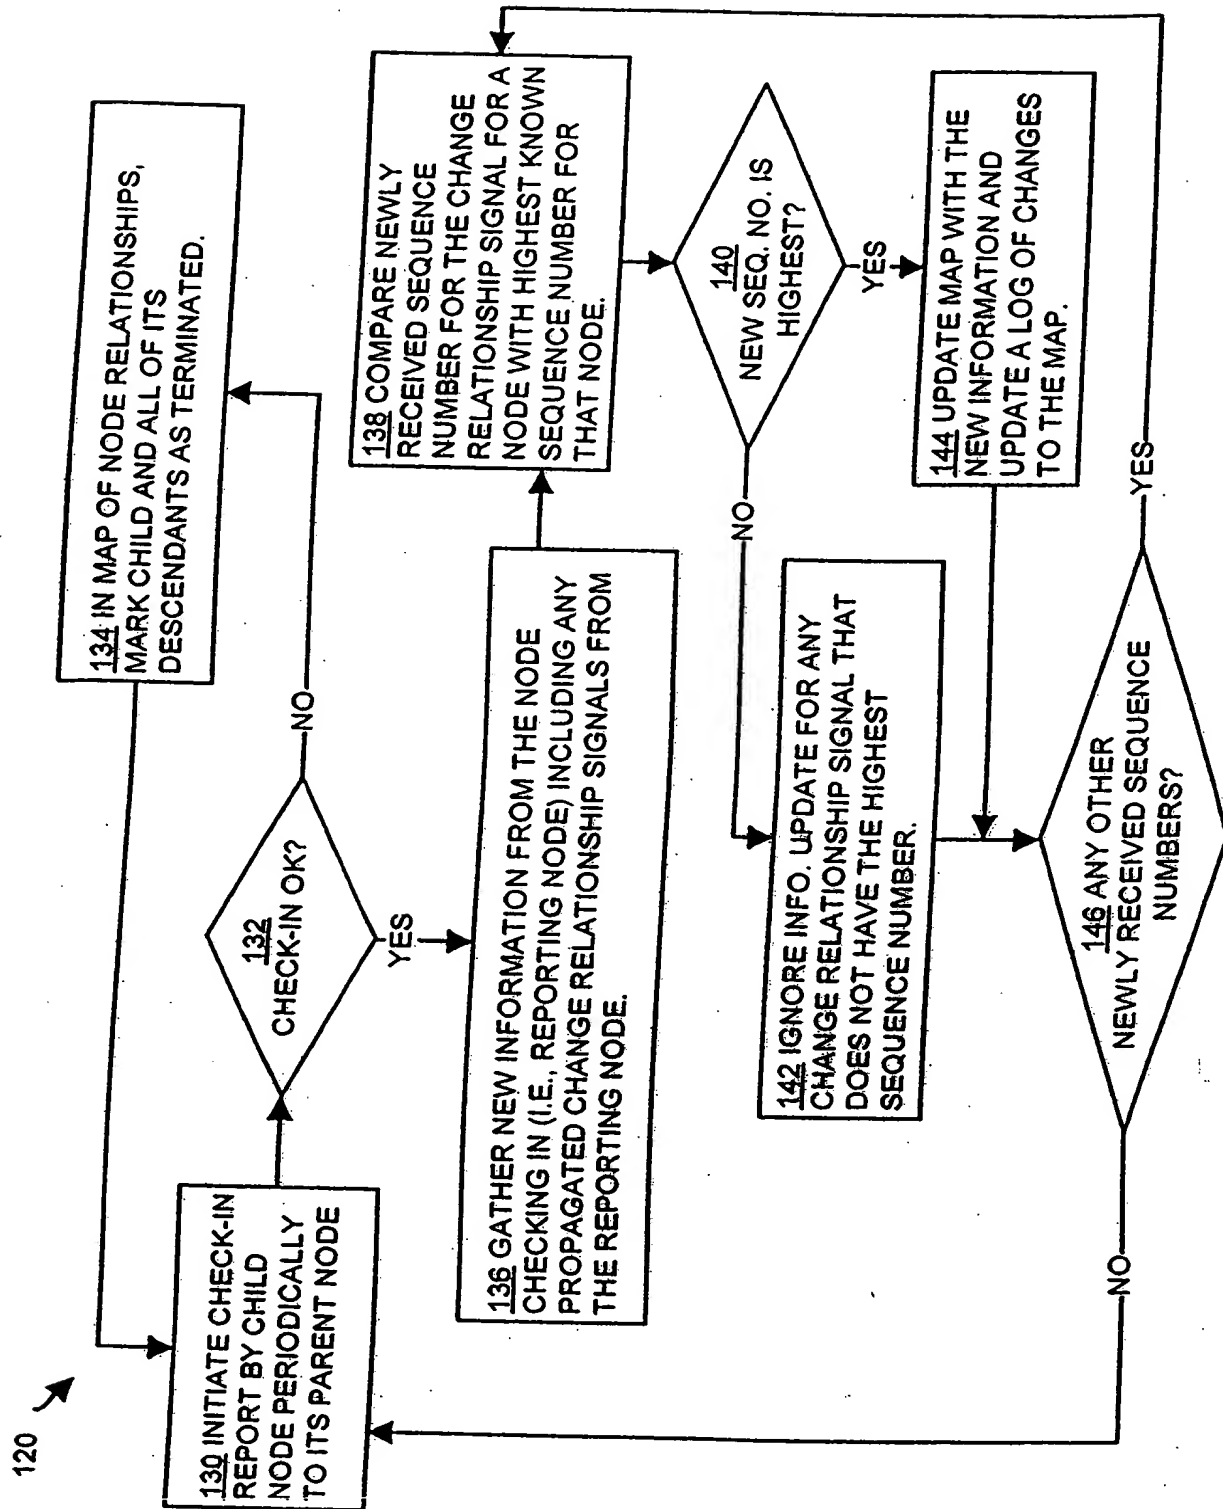 120
130 INITIATE CHECK-IN
REPORT BY CHILD
NODE PERIODICALLY
TO ITS PARENT NODE
132
CHECK-IN OK?
NO
YES
134 IN MAP OF NODE RELATIONSHIPS,
MARK CHILD AND ALL OF ITS
DESCENDANTS AS TERMINATED.
136 GATHER NEW INFORMATION FROM THE NODE
CHECKING IN (I.E., REPORTING NODE) INCLUDING ANY
PROPAGATED CHANGE RELATIONSHIP SIGNALS FROM
THE REPORTING NODE.
138 COMPARE NEWLY
RECEIVED SEQUENCE
NUMBER FOR THE CHANGE
RELATIONSHIP SIGNAL FOR A
NODE WITH HIGHEST KNOWN
SEQUENCE NUMBER FOR
THAT NODE.
140
NEW SEQ. NO. IS
HIGHEST?
NO
YES
142 IGNORE INFO. UPDATE FOR ANY
CHANGE RELATIONSHIP SIGNAL THAT
DOES NOT HAVE THE HIGHEST
SEQUENCE NUMBER.
144 UPDATE MAP WITH THE
NEW INFORMATION AND
UPDATE A LOG OF CHANGES
TO THE MAP.
146 ANY OTHER
NEWLY RECEIVED SEQUENCE
NUMBERS?
NO
YES